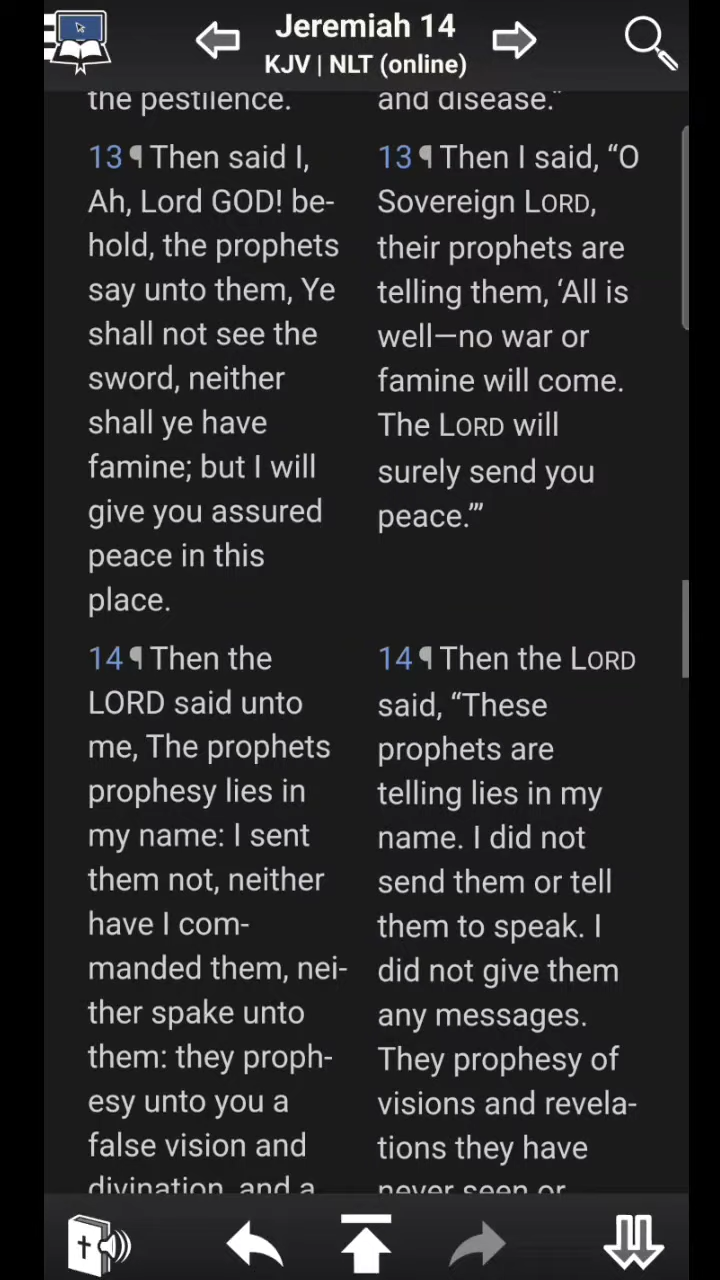 Jeremiah 14
KJV | NLT (online)
the pestilence.
13 ¶ Then said I,
Ah, Lord GOD! be-
hold, the prophets
say unto them, Ye
shall not see the
sword, neither
shall ye have
famine; but I will
give you assured
peace in this
place.
14 ¶ Then the
LORD said unto
me, The prophets
prophesy lies in
my name: I sent
them not, neither
have I com-
manded them, nei-
ther spake unto
them: they proph-
esy unto you a
false vision and
divination, and a
and disease.”
13 ¶ Then I said, “O
Sovereign LORD,
their prophets are
telling them, ‘All is
well—no war or
famine will come.
The LORD will
surely send you
peace.’”
14 ¶ Then the LORD
said, “These
prophets are
telling lies in my
name. I did not
send them or tell
them to speak. I
did not give them
any messages.
They prophesy of
visions and revela-
tions they have
never seen or